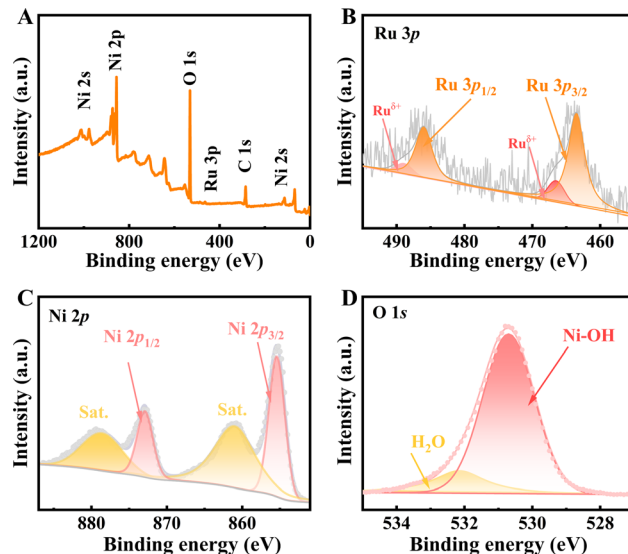 A
Ni 2s
Ni 2p
O 1s
Ru 3p
C 1s
Ni 2s
Intensity (a.u.)
1200
800
400
0
Binding energy (eV)
B
Ru 3p
Ru 3p1/2
Ru 3p3/2
Ruδ+
Ruδ+
Intensity (a.u.)
490
480
470
460
Binding energy (eV)
C
Ni 2p
Ni 2p1/2
Ni 2p3/2
Sat.
Sat.
Intensity (a.u.)
880
870
860
Binding energy (eV)
D
O 1s
Ni-OH
H2O
Intensity (a.u.)
534
532
530
528
Binding energy (eV)